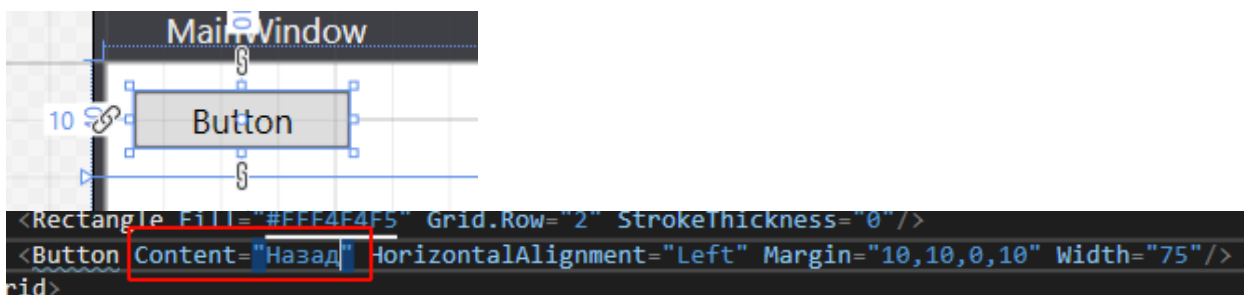 MainWindow
10
Button
<Rectangle Fill="#FFF4F4F5" Grid.Row="2" StrokeThickness="0"/>
<Button Content="Назад" HorizontalAlignment="Left" Margin="10,10,0,10" Width="75"/>
rid>